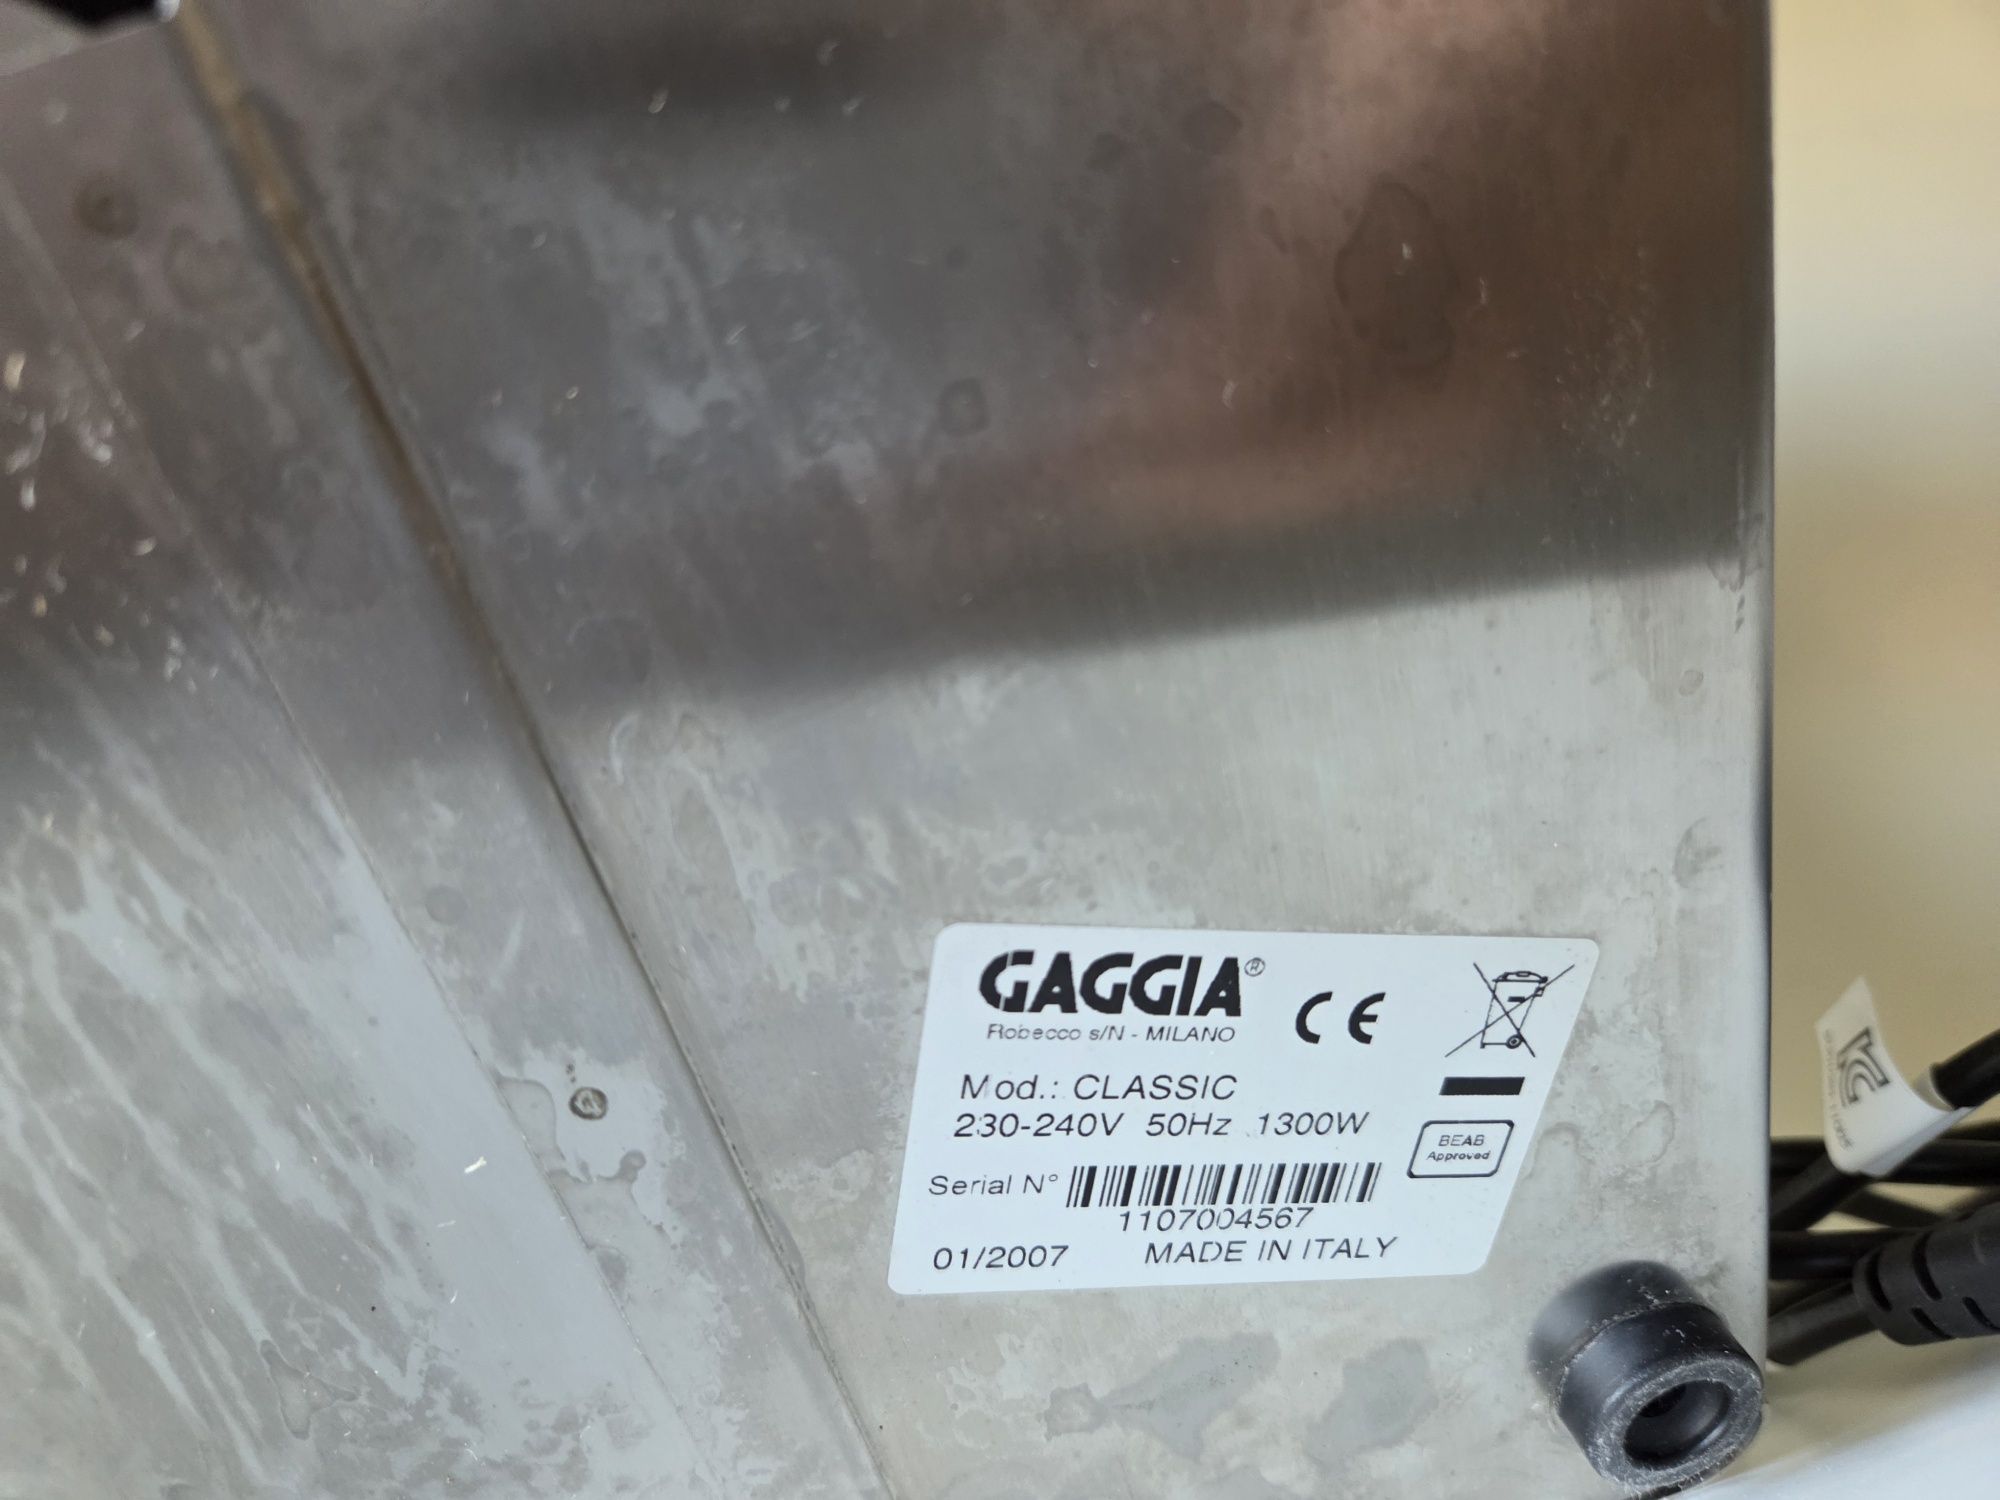 GAGGIA®
Robecco s/N - MILANO
CE
Mod.: CLASSIC
230-240V 50Hz 1300W
BEAB
Approved
Serial N°
1107004567
01/2007 MADE IN ITALY